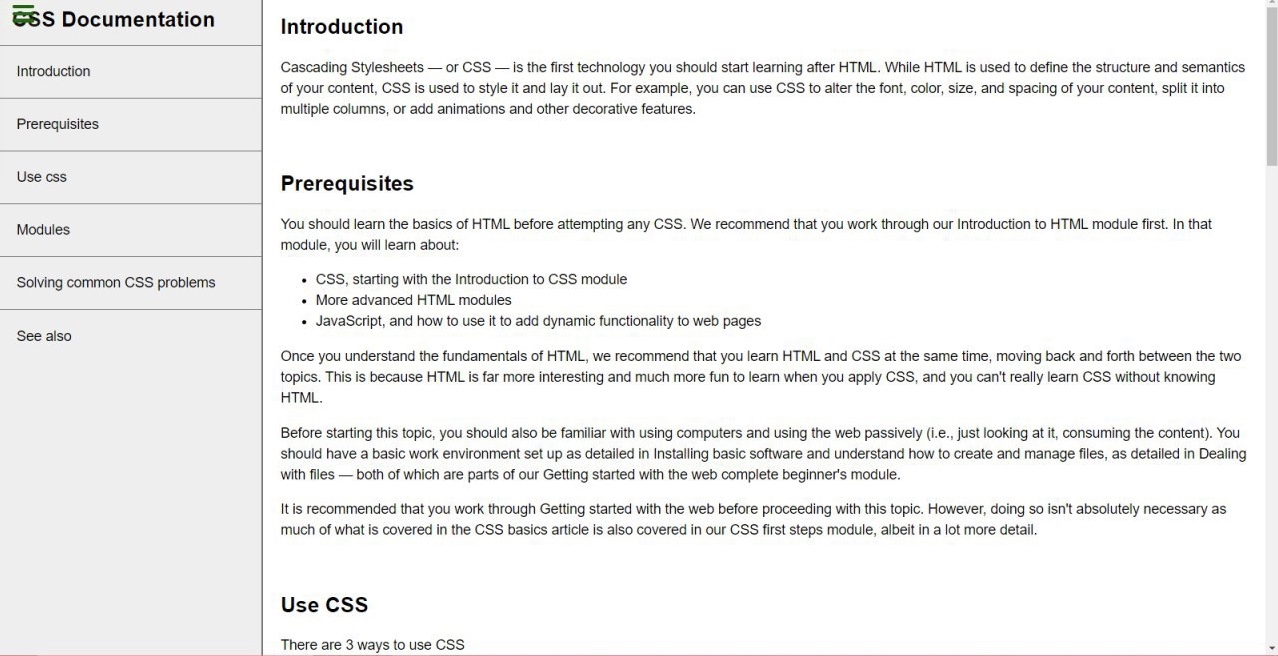 CSS Documentation
Introduction
Prerequisites
Use css
Modules
Solving common CSS problems
See also
Introduction
Cascading Stylesheets — or CSS — is the first technology you should start learning after HTML. While HTML is used to define the structure and semantics
of your content, CSS is used to style it and lay it out. For example, you can use CSS to alter the font, color, size, and spacing of your content, split it into
multiple columns, or add animations and other decorative features.
Prerequisites
You should learn the basics of HTML before attempting any CSS. We recommend that you work through our Introduction to HTML module first. In that
module, you will learn about:
• CSS, starting with the Introduction to CSS module
• More advanced HTML modules
• JavaScript, and how to use it to add dynamic functionality to web pages
Once you understand the fundamentals of HTML, we recommend that you learn HTML and CSS at the same time, moving back and forth between the two
topics. This is because HTML is far more interesting and much more fun to learn when you apply CSS, and you can't really learn CSS without knowing
HTML.
Before starting this topic, you should also be familiar with using computers and using the web passively (i.e., just looking at it, consuming the content). You
should have a basic work environment set up as detailed in Installing basic software and understand how to create and manage files, as detailed in Dealing
with files — both of which are parts of our Getting started with the web complete beginner's module.
It is recommended that you work through Getting started with the web before proceeding with this topic. However, doing so isn't absolutely necessary as
much of what is covered in the CSS basics article is also covered in our CSS first steps module, albeit in a lot more detail.
Use CSS
There are 3 ways to use CSS